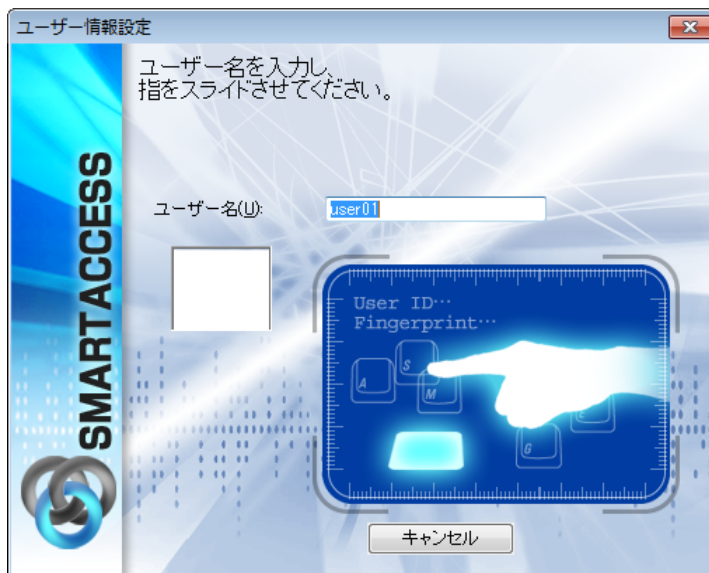 ユーザー情報設定
ユーザー名を入力し、
指をスライドさせてください。
SMARTACCESS
ユーザー名(U):
user01
User ID…
Fingerprint…
S
A
M
G
E
キャンセル